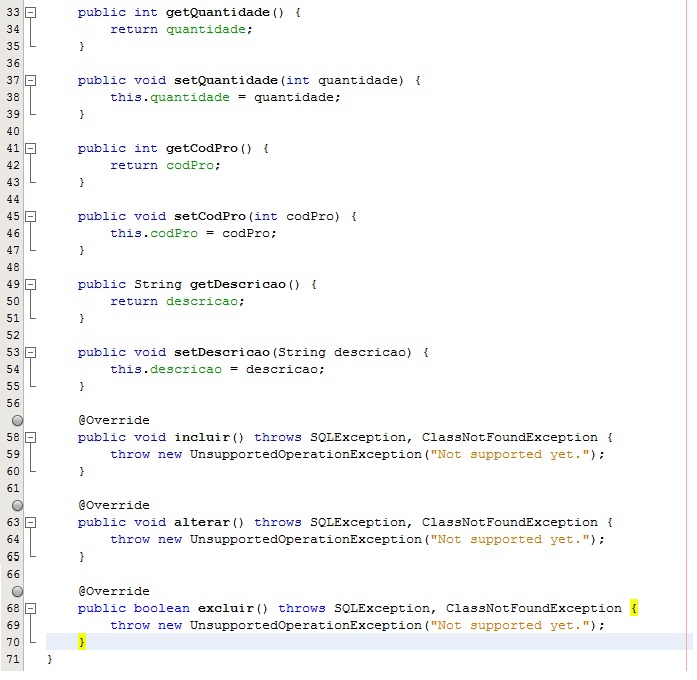 33 public int getQuantidade() {
34 return quantidade;
35 }
36
37 public void setQuantidade(int quantidade) {
38 this.quantidade = quantidade;
39 }
40
41 public int getCodPro() {
42 return codPro;
43 }
44
45 public void setCodPro(int codPro) {
46 this.codPro = codPro;
47 }
48
49 public String getDescricao() {
50 return descricao;
51 }
52
53 public void setDescricao(String descricao) {
54 this.descricao = descricao;
55 }
56
@Override
58 public void incluir() throws SQLException, ClassNotFoundException {
59 throw new UnsupportedOperationException("Not supported yet.");
60 }
61
@Override
63 public void alterar() throws SQLException, ClassNotFoundException {
64 throw new UnsupportedOperationException("Not supported yet.");
65 }
66
@Override
68 public boolean excluir() throws SQLException, ClassNotFoundException {
69 throw new UnsupportedOperationException("Not supported yet.");
70 }
71 }